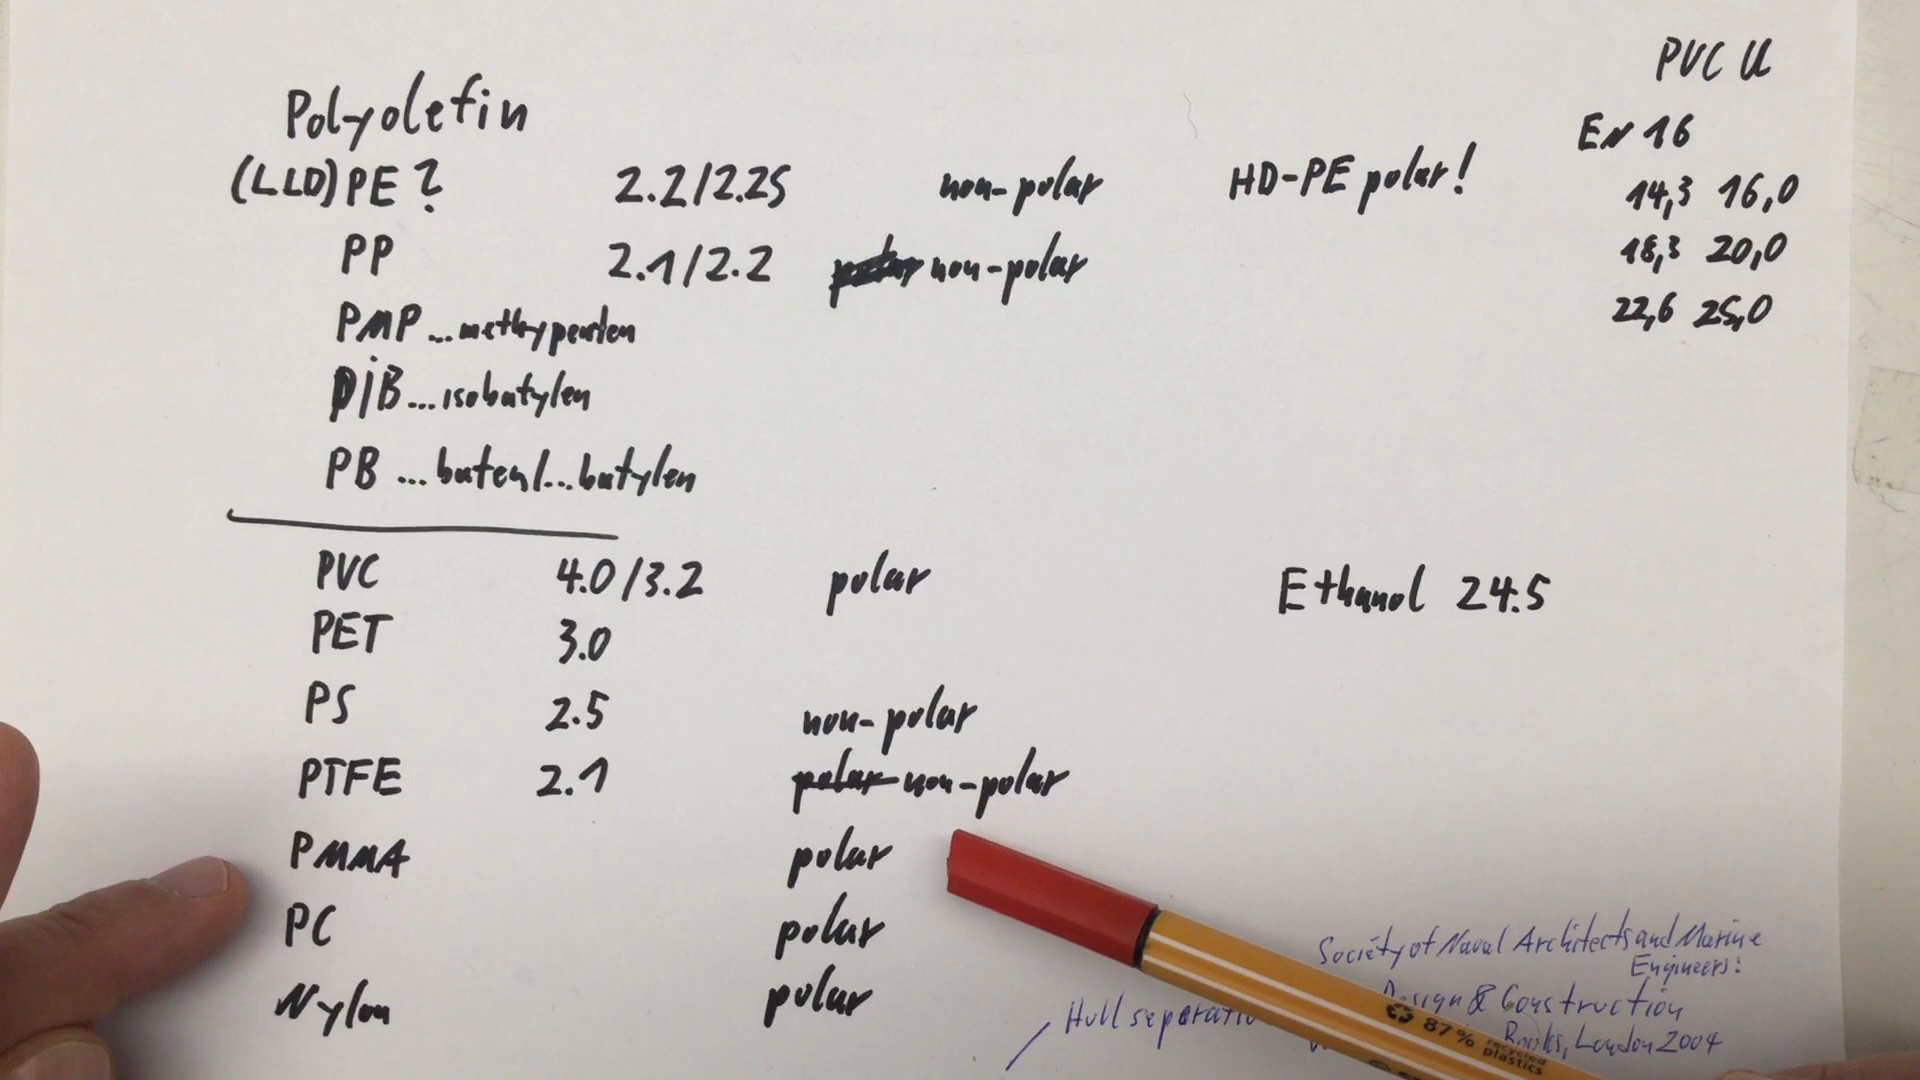 Polyolefin
(LLD)PE? 2.2/2.25 non-polar HD-PE polar!
PP 2.1/2.2 non-polar
PMP ...methypenten
PiB ...isobutylen
PB ...buten/...butylen
PVC 4.0/3.2 polar
PET 3.0
PS 2.5 non-polar
PTFE 2.1 polar non-polar
PMMA polar
PC polar
Nylon polar
PVC U
EN 16
14,3 16,0
18,3 20,0
22,6 25,0
Ethanol 24.5
Society of Naval Architects and Marine
Engineers:
Design & Construction
Books, London 2004
Hull
87% recycled
plastics